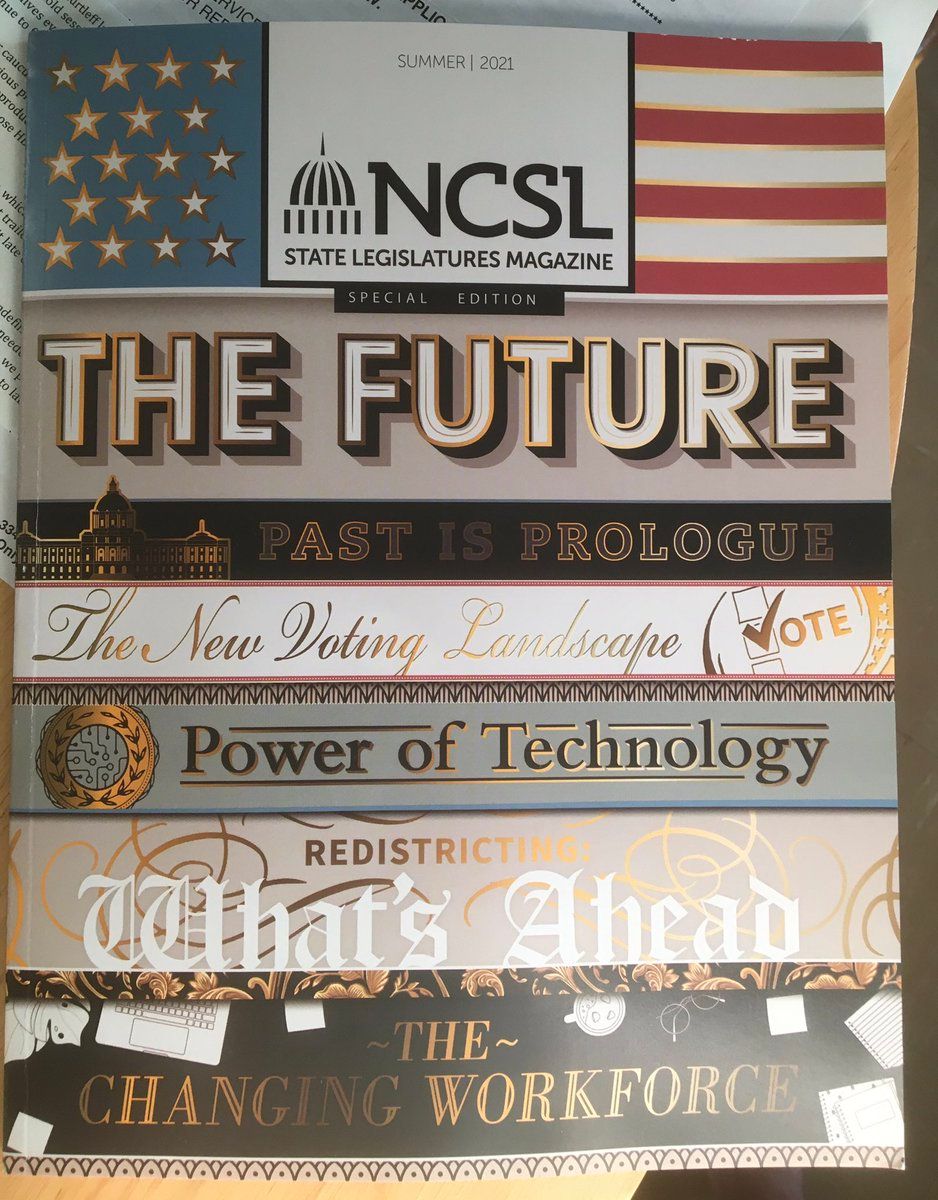 SUMMER | 2021
NCSL
STATE LEGISLATURES MAGAZINE
SPECIAL EDITION
THE FUTURE
PAST IS PROLOGUE
The New Voting Landscape
VOTE
Power of Technology
REDISTRICTING:
What's Ahead
~THE~
CHANGING WORKFORCE